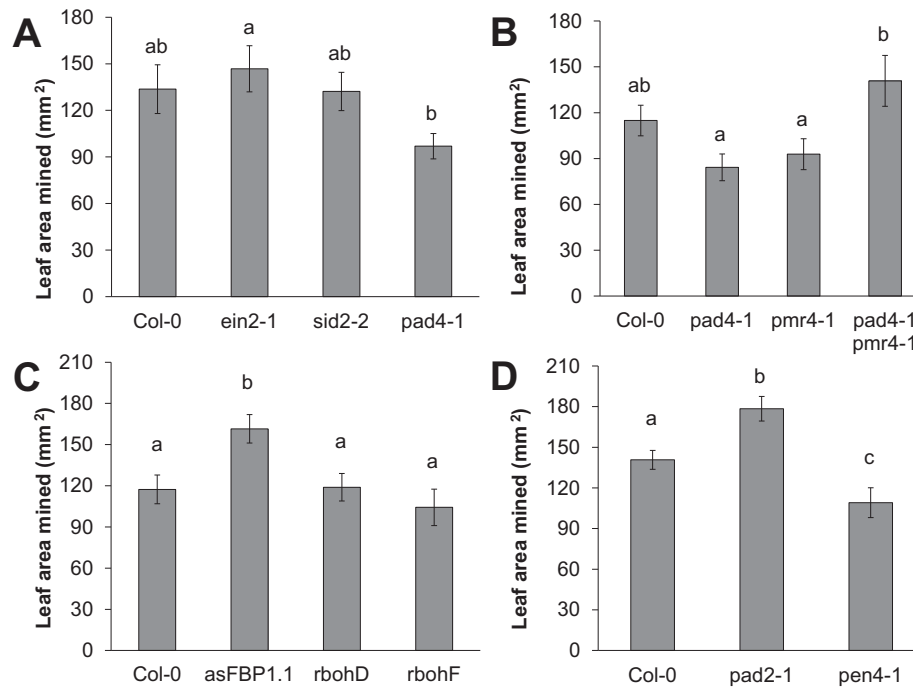 A
Leaf area mined (mm²)
180
150
120
90
60
30
0
ab
a
ab
b
Col-0 ein2-1 sid2-2 pad4-1
B
Leaf area mined (mm²)
180
150
120
90
60
30
0
ab
a
a
b
Col-0 pad4-1 pmr4-1 pad4-1
pmr4-1
C
Leaf area mined (mm²)
210
180
150
120
90
60
30
0
a
b
a
a
Col-0 asFBP1.1 rbohD rbohF
D
Leaf area mined (mm²)
210
180
150
120
90
60
30
0
a
b
c
Col-0 pad2-1 pen4-1